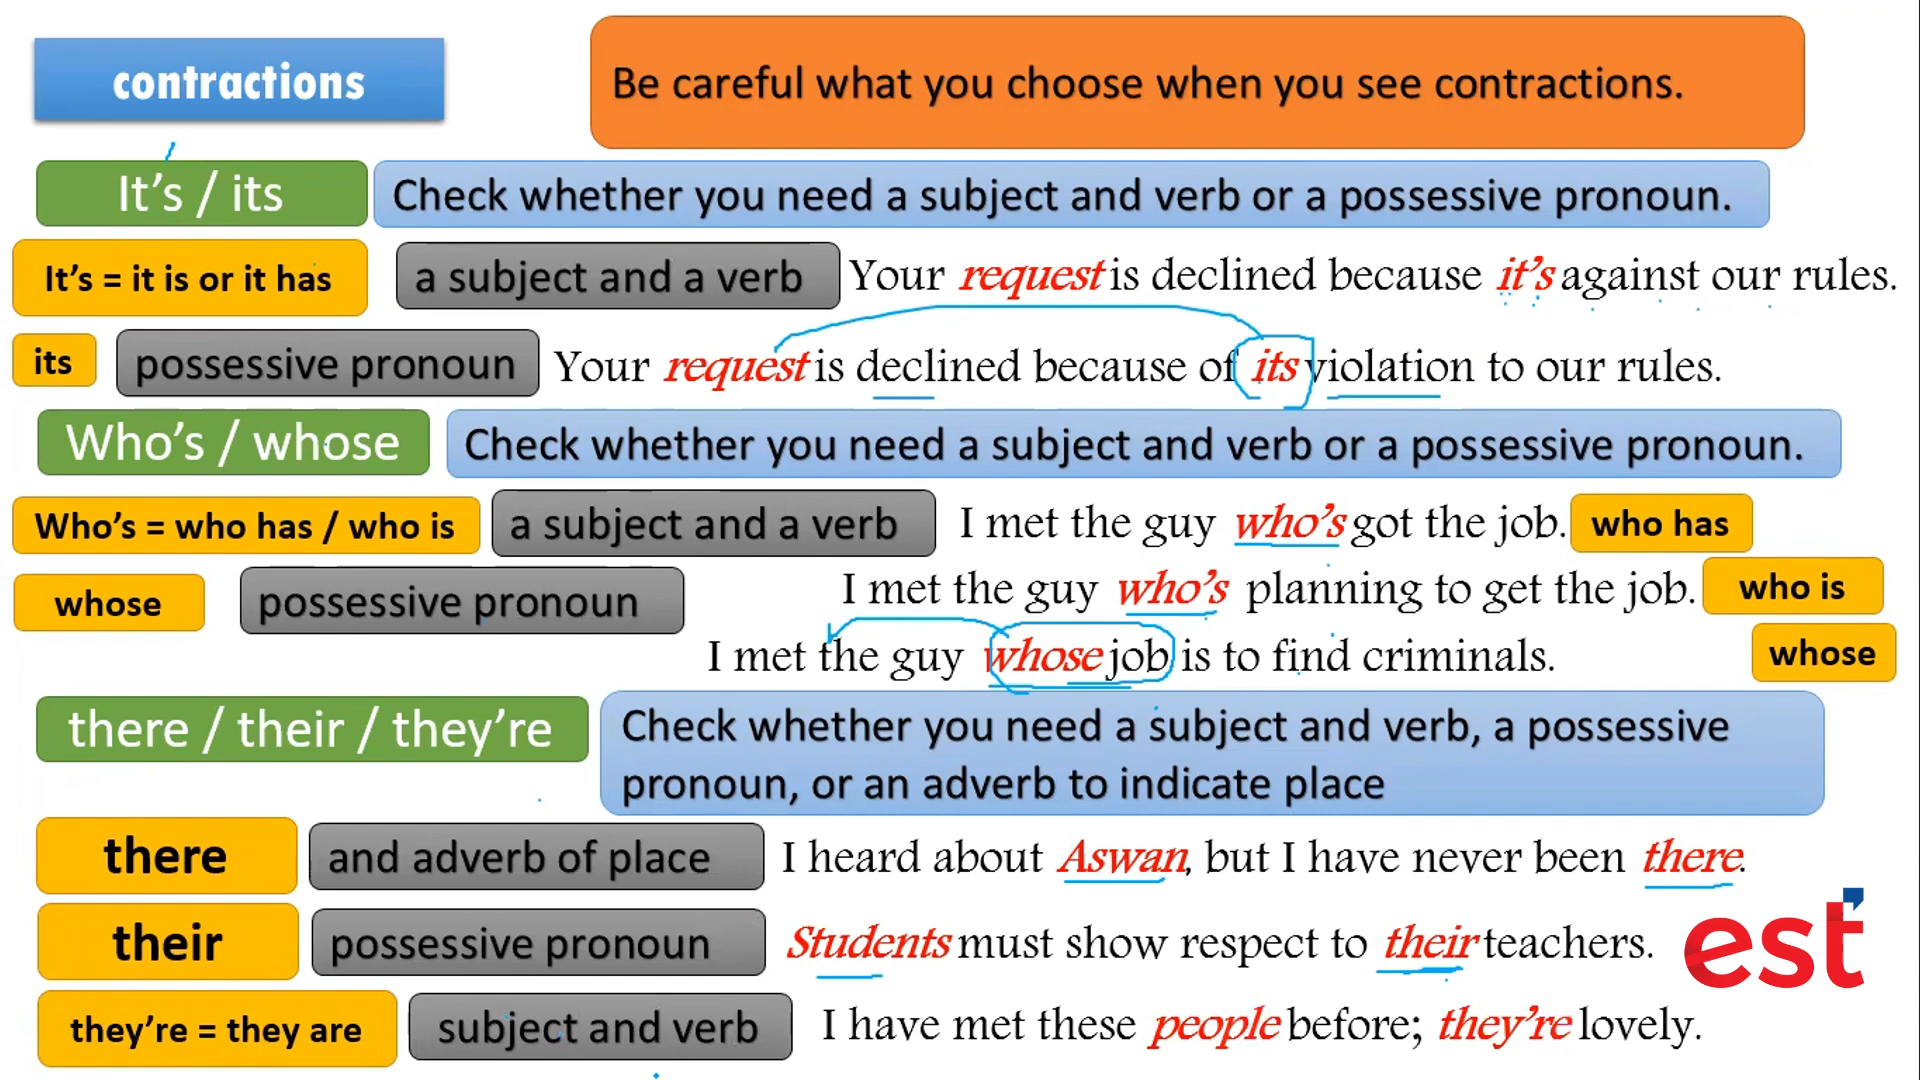 contractions
Be careful what you choose when you see contractions.
It's / its
Check whether you need a subject and verb or a possessive pronoun.
It's = it is or it has
a subject and a verb
Your request is declined because it's against our rules.
its
possessive pronoun
Your request is declined because of its violation to our rules.
Who's / whose
Check whether you need a subject and verb or a possessive pronoun.
Who's = who has / who is
a subject and a verb
I met the guy who's got the job.
who has
whose
possessive pronoun
I met the guy who's planning to get the job.
who is
I met the guy whose job is to find criminals.
whose
there / their / they're
Check whether you need a subject and verb, a possessive
pronoun, or an adverb to indicate place
there
and adverb of place
I heard about Aswan, but I have never been there.
their
possessive pronoun
Students must show respect to their teachers.
est
they're = they are
subject and verb
I have met these people before; they're lovely.